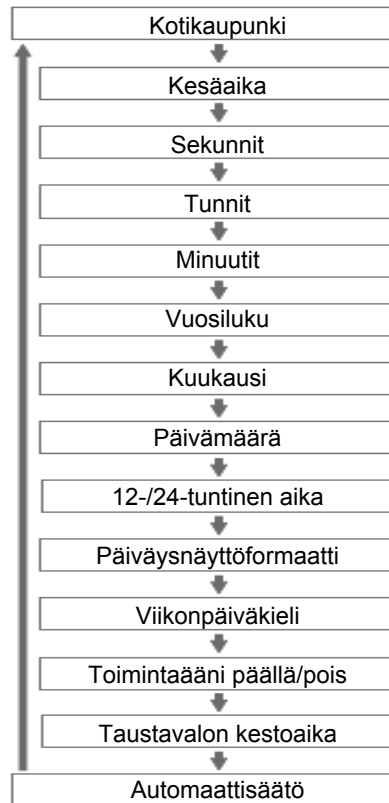 Kotikaupunki
Kesäaika
Sekunnit
Tunnit
Minuutit
Vuosiluku
Kuukausi
Päivämäärä
12-/24-tuntinen aika
Päiväysnäyttöformaatti
Viikonpäiväkieli
Toimintaääni päällä/pois
Taustavalon kestoaika
Automaattisäätö